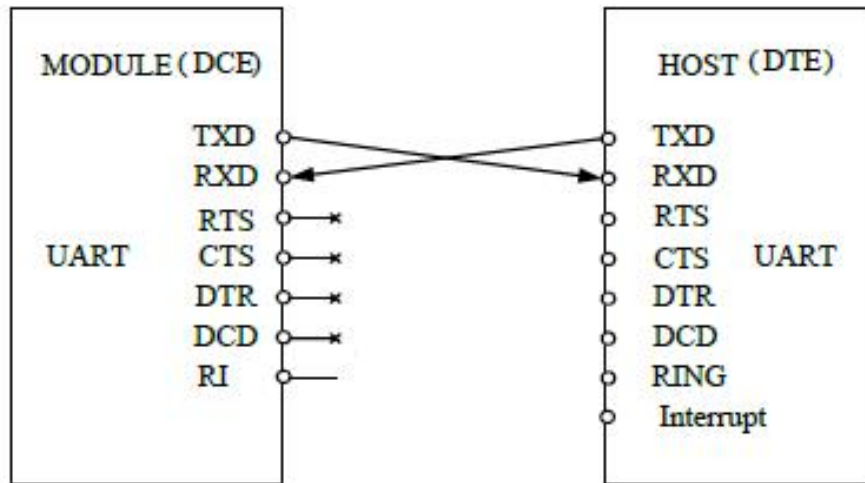 MODULE (DCE)
TXD
RXD
RTS
UART CTS
DTR
DCD
RI
HOST (DTE)
TXD
RXD
RTS
CTS UART
DTR
DCD
RING
Interrupt